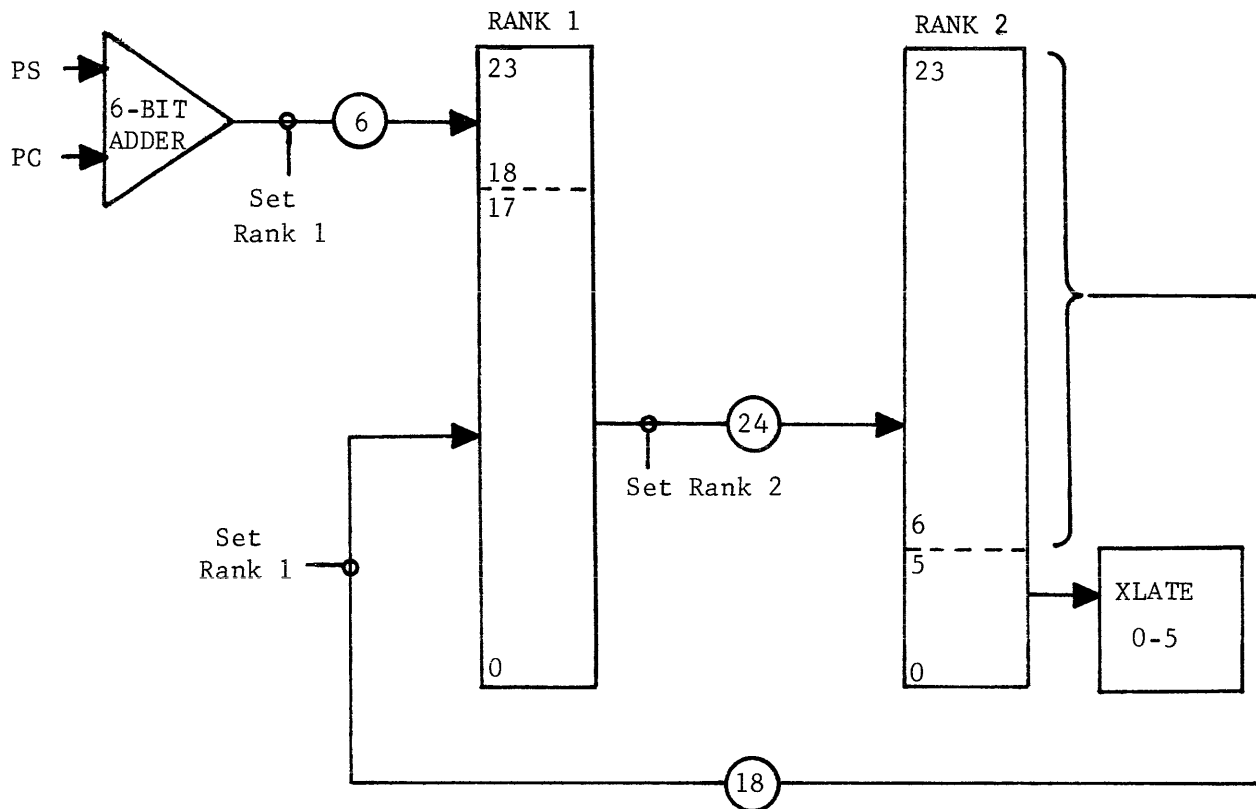 RANK 1
RANK 2
PS
PC
6-BIT
ADDER
6
Set
Rank 1
23
18
17
0
24
Set Rank 2
Set
Rank 1
23
6
5
0
XLATE
0-5
18